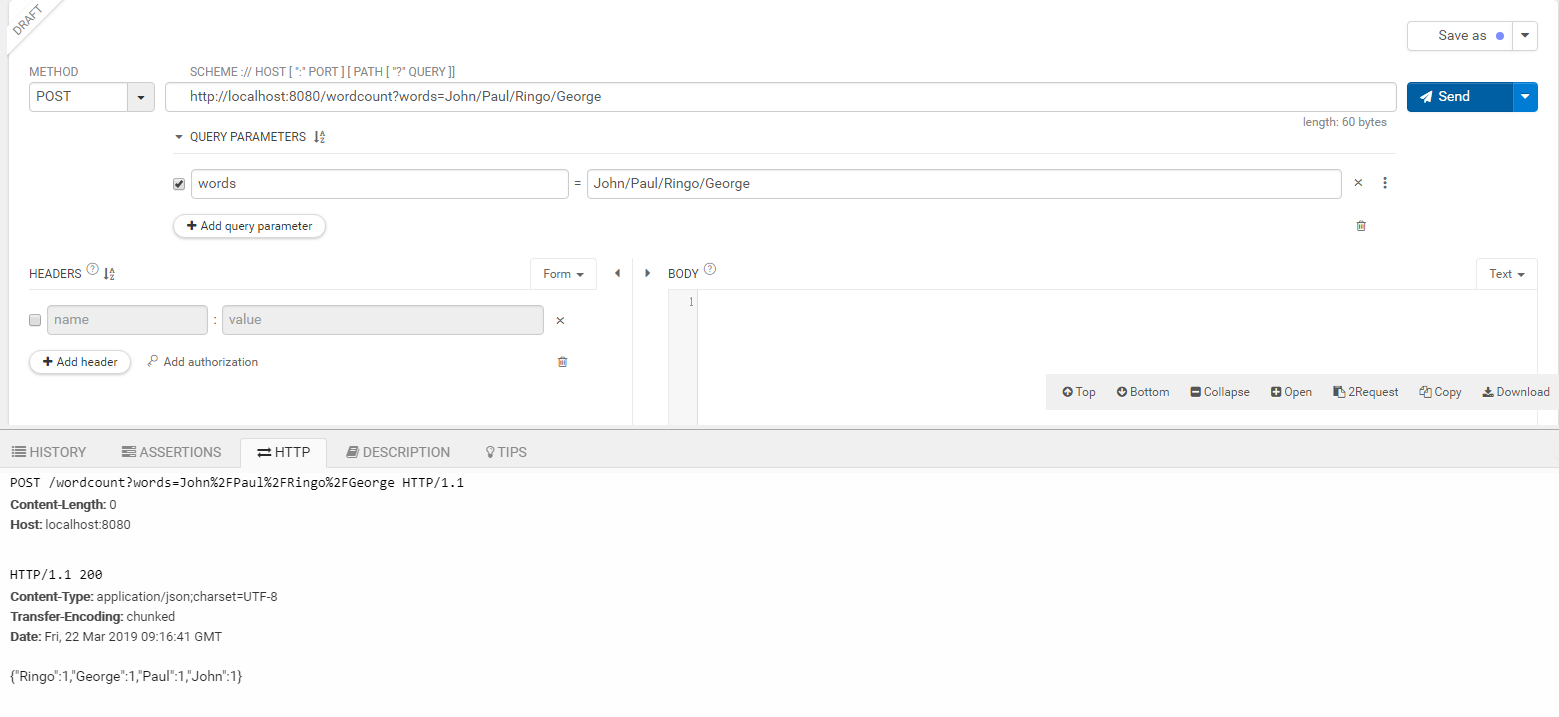 DRAFT
Save as
METHOD
SCHEME :// HOST [ ":" PORT ] [ PATH [ "?" QUERY ]]
POST
http://localhost:8080/wordcount?words=John/Paul/Ringo/George
Send
length: 60 bytes
QUERY PARAMETERS
words = John/Paul/Ringo/George ×
+ Add query parameter
HEADERS ?
Form
BODY ?
Text
name : value ×
1
+ Add header
Add authorization
Top
Bottom
Collapse
Open
2Request
Copy
Download
HISTORY
ASSERTIONS
HTTP
DESCRIPTION
TIPS
POST /wordcount?words=John%2FPaul%2FRingo%2FGeorge HTTP/1.1
Content-Length: 0
Host: localhost:8080
HTTP/1.1 200
Content-Type: application/json;charset=UTF-8
Transfer-Encoding: chunked
Date: Fri, 22 Mar 2019 09:16:41 GMT
{"Ringo":1,"George":1,"Paul":1,"John":1}